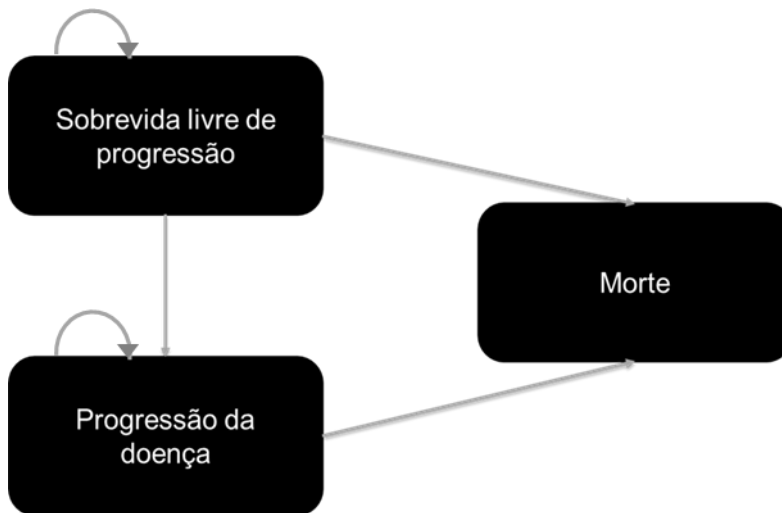 Sobrevida livre de
progressão
Morte
Progressão da
doença